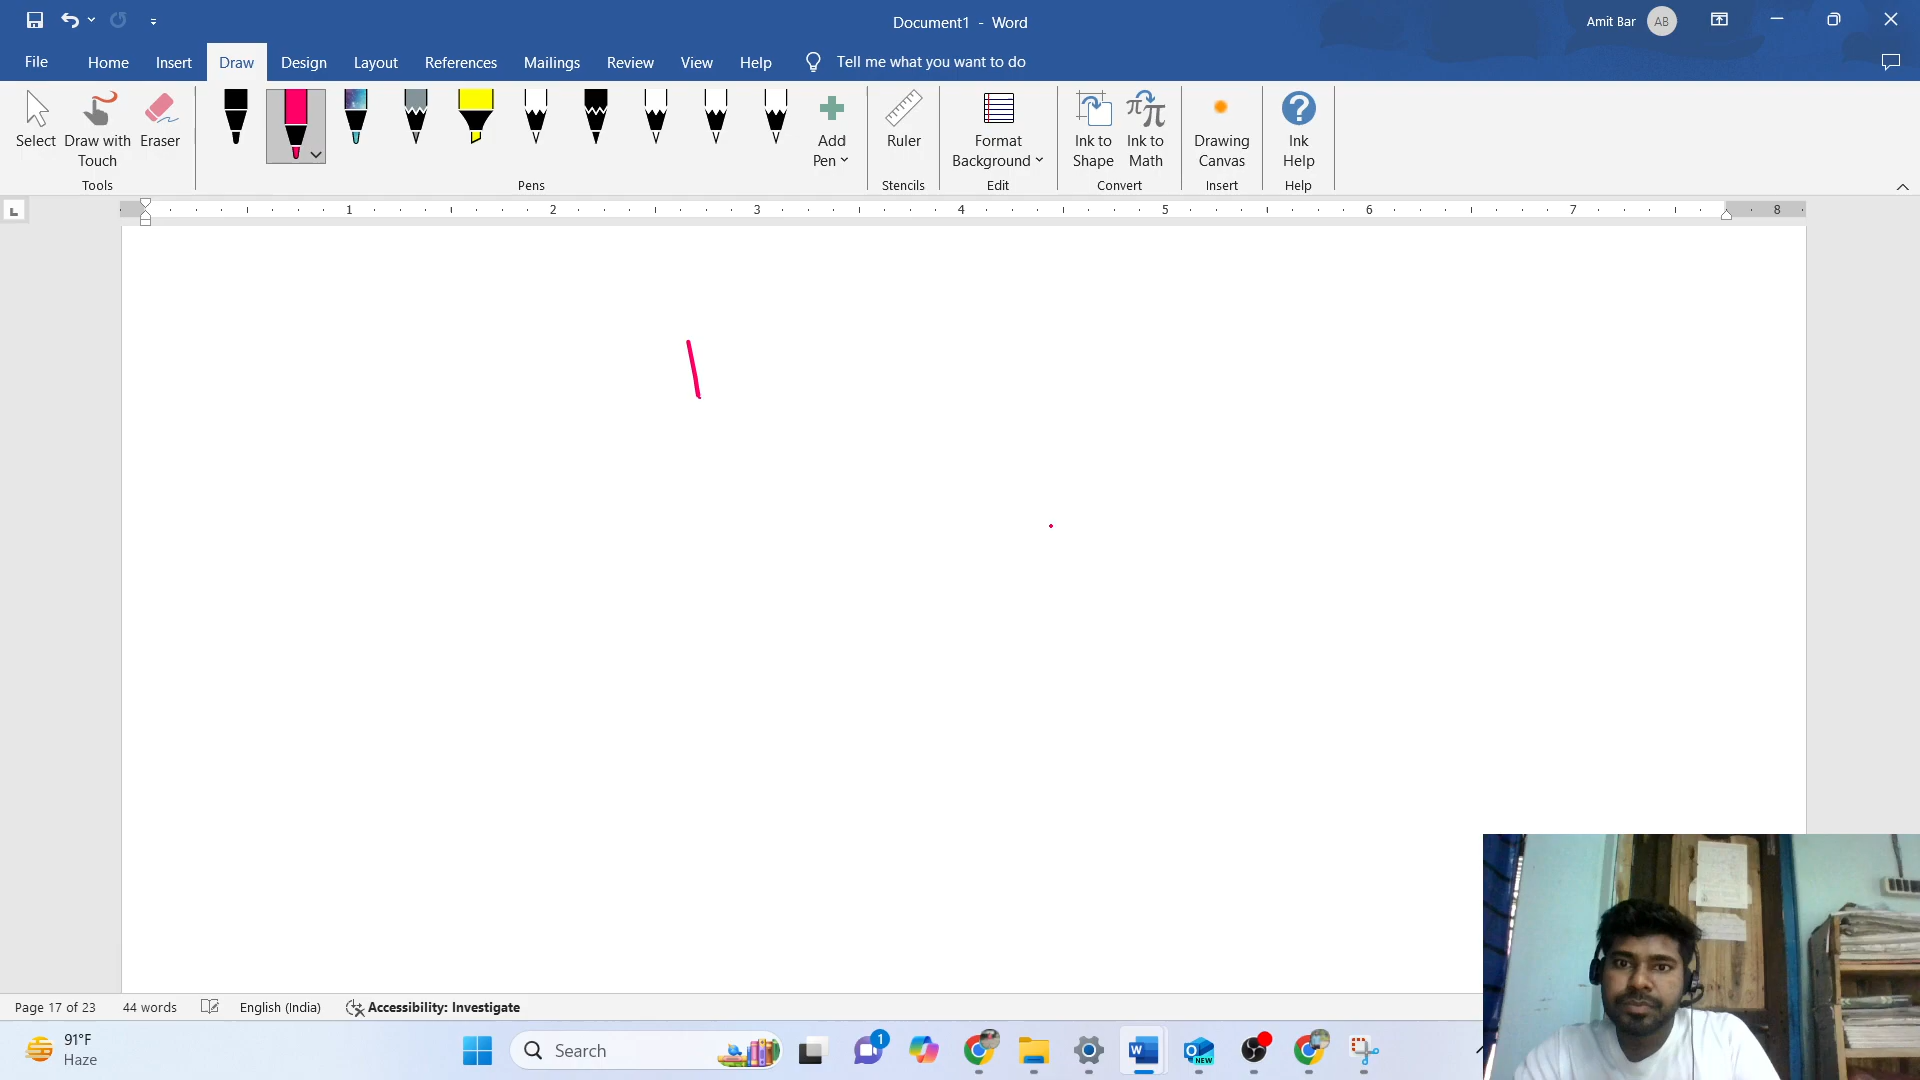 Document1 - Word
Amit Bar
AB
File
Home
Insert
Draw
Design
Layout
References
Mailings
Review
View
Help
Tell me what you want to do
Select
Draw with
Touch
Eraser
Add
Pen
Ruler
Format
Background
Ink to
Shape
Ink to
Math
Drawing
Canvas
Ink
Help
Tools
Pens
Stencils
Edit
Convert
Insert
Help
L
1 2 3 4 5 6 7 8
Page 17 of 23
44 words
English (India)
Accessibility: Investigate
91°F
Haze
Search
1
W
NEW